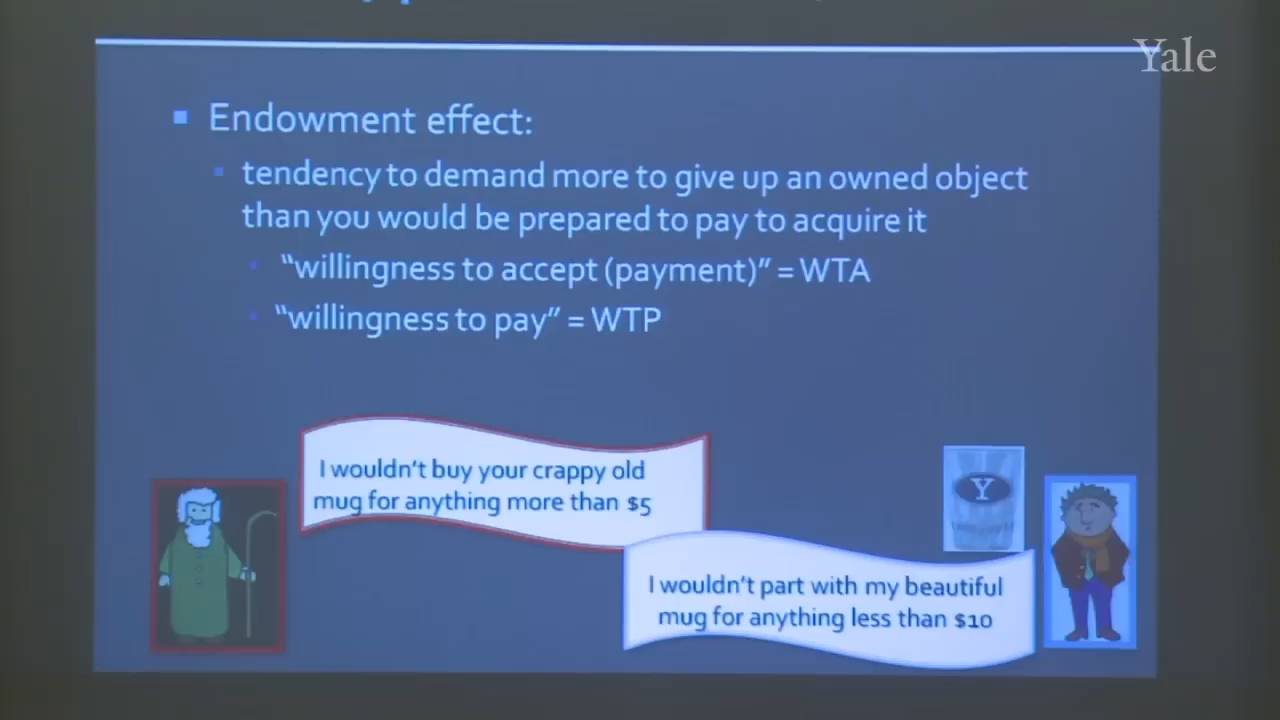 Yale
Endowment effect:
tendency to demand more to give up an owned object
than you would be prepared to pay to acquire it
“willingness to accept (payment)” = WTA
“willingness to pay” = WTP
I wouldn't buy your crappy old
mug for anything more than $5
Y
I wouldn't part with my beautiful
mug for anything less than $10